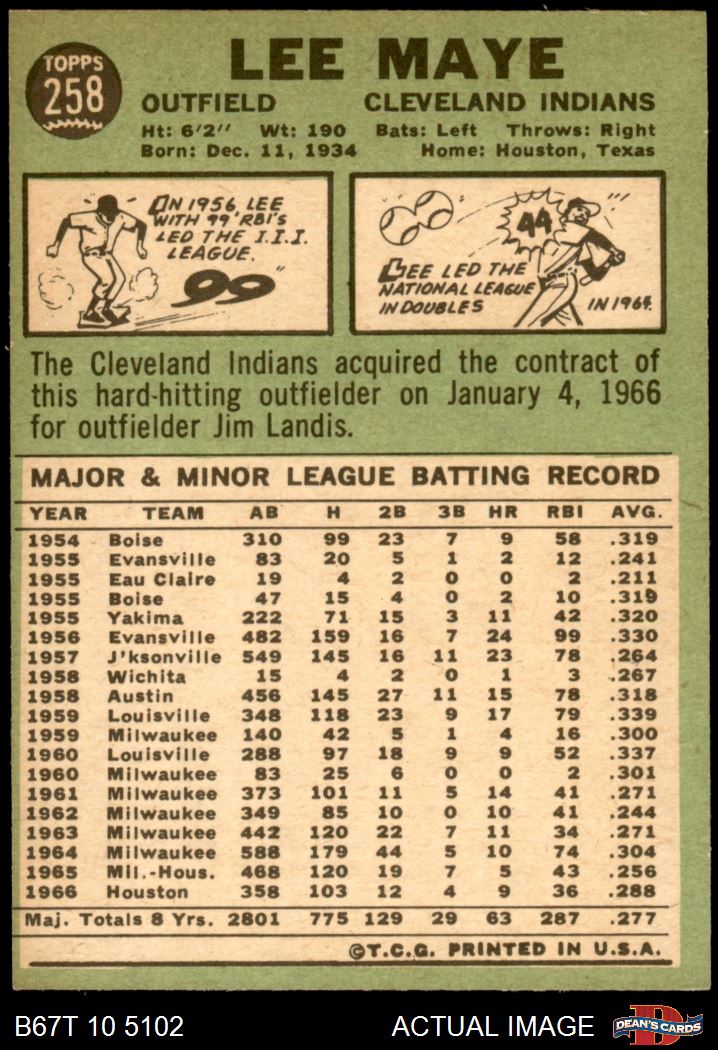 TOPPS
258
LEE MAYE
OUTFIELD CLEVELAND INDIANS
Ht: 6'2" Wt: 190 Bats: Left Throws: Right
Born: Dec. 11, 1934 Home: Houston, Texas
ON 1956, LEE
WITH 99 RBI's
LED THE I.I.I.
LEAGUE.
99
44
LEE LED THE
NATIONAL LEAGUE
IN DOUBLES
IN 1964.
The Cleveland Indians acquired the contract of
this hard-hitting outfielder on January 4, 1966
for outfielder Jim Landis.
MAJOR & MINOR LEAGUE BATTING RECORD
YEAR TEAM AB H 2B 3B HR RBI AVG.
1954 Boise 310 99 23 7 9 58 .319
1955 Evansville 83 20 5 1 2 12 .241
1955 Eau Claire 19 4 2 0 0 2 .211
1955 Boise 47 15 4 0 2 10 .319
1955 Yakima 222 71 15 3 11 42 .320
1956 Evansville 482 159 16 7 24 99 .330
1957 J'ksonville 549 145 16 11 23 78 .264
1958 Wichita 15 4 2 0 1 3 .267
1958 Austin 456 145 27 11 15 78 .318
1959 Louisville 348 118 23 9 17 79 .339
1959 Milwaukee 140 42 5 1 4 16 .300
1960 Louisville 288 97 18 9 9 52 .337
1960 Milwaukee 83 25 6 0 0 2 .301
1961 Milwaukee 373 101 11 5 14 41 .271
1962 Milwaukee 349 85 10 0 10 41 .244
1963 Milwaukee 442 120 22 7 11 34 .271
1964 Milwaukee 588 179 44 5 10 74 .304
1965 Mil.-Hous. 468 120 19 7 5 43 .256
1966 Houston 358 103 12 4 9 36 .288
Maj. Totals 8 Yrs. 2801 775 129 29 63 287 .277
©T.C.G. PRINTED IN U.S.A.
B67T 10 5102 ACTUAL IMAGE DEAN'S CARDS